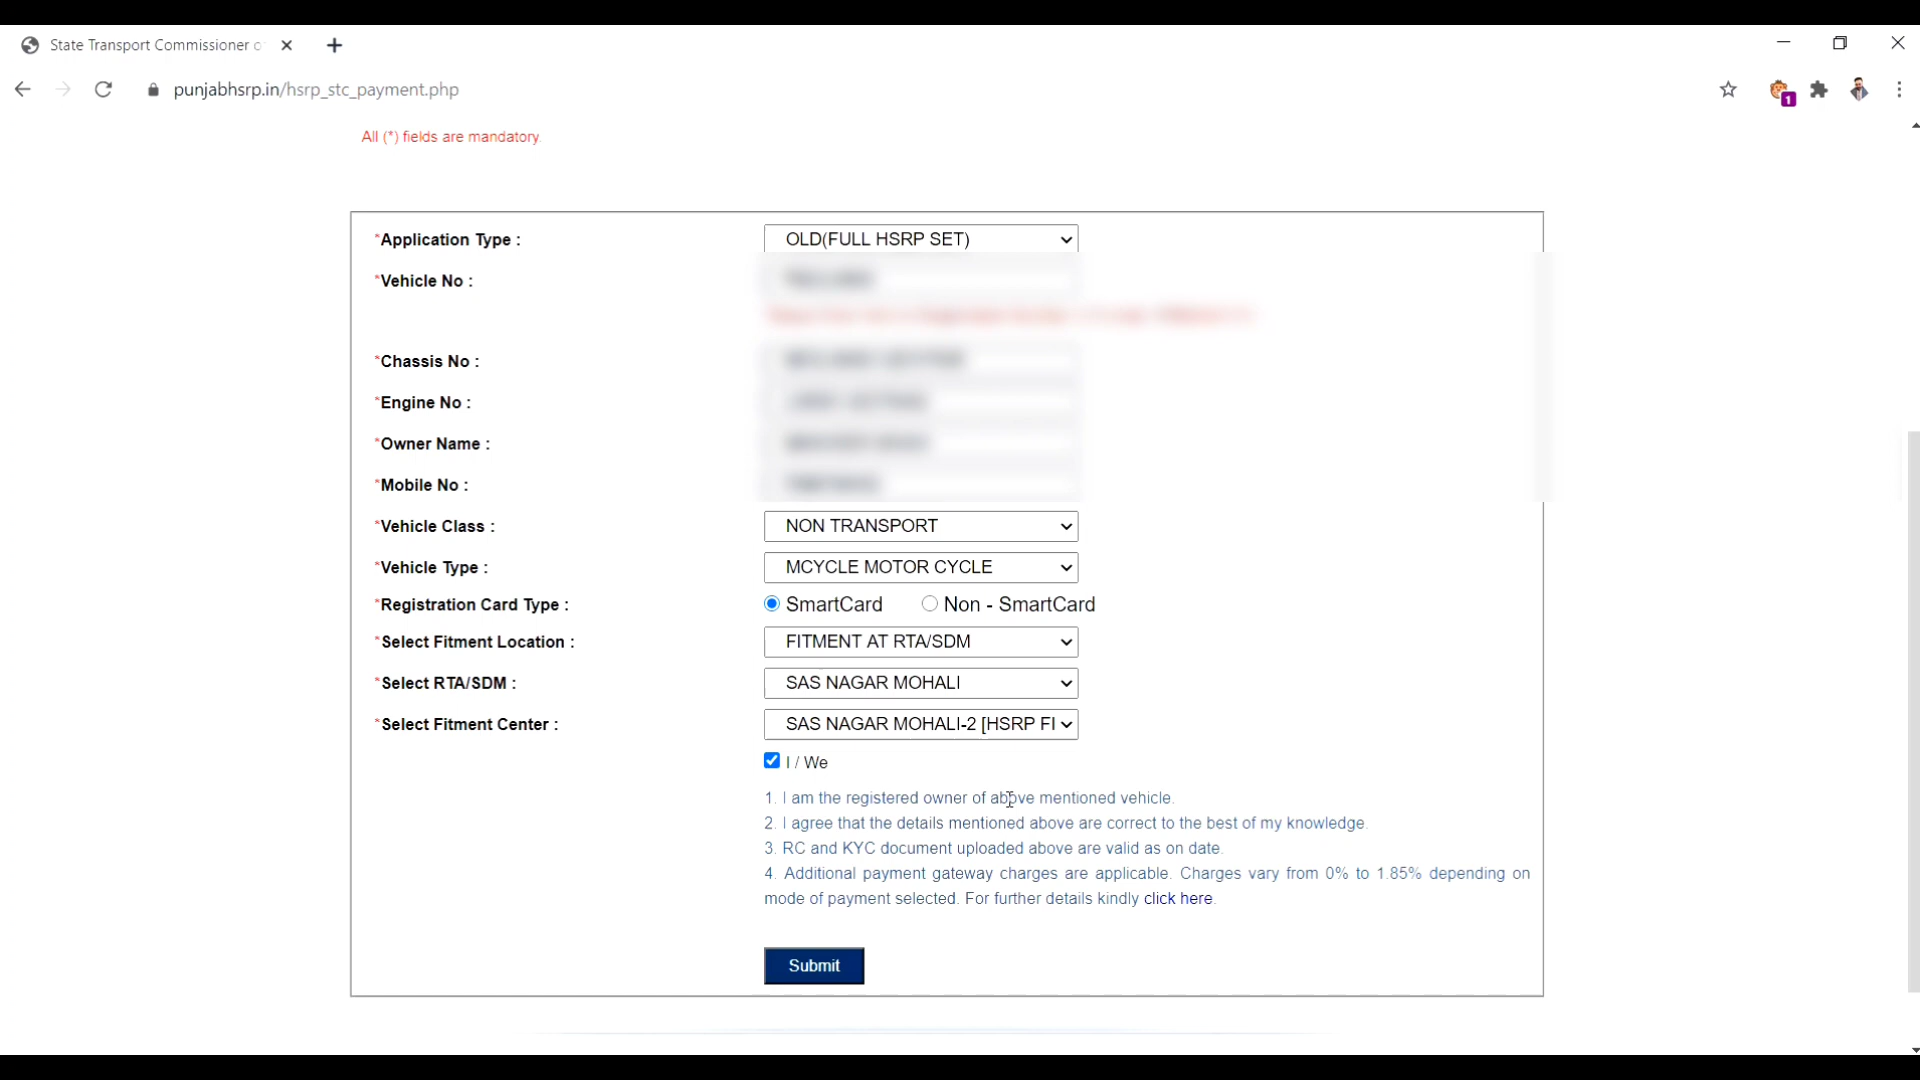 State Transport Commissioner o
punjabhsrp.in/hsrp_stc_payment.php
1
All (*) fields are mandatory.
*Application Type : OLD(FULL HSRP SET)
*Vehicle No :
*Chassis No :
*Engine No :
*Owner Name :
*Mobile No :
*Vehicle Class : NON TRANSPORT
*Vehicle Type : MCYCLE MOTOR CYCLE
*Registration Card Type : SmartCard Non - SmartCard
*Select Fitment Location : FITMENT AT RTA/SDM
*Select RTA/SDM : SAS NAGAR MOHALI
*Select Fitment Center : SAS NAGAR MOHALI-2 [HSRP FI
I / We
1. I am the registered owner of above mentioned vehicle.
2. I agree that the details mentioned above are correct to the best of my knowledge.
3. RC and KYC document uploaded above are valid as on date.
4. Additional payment gateway charges are applicable. Charges vary from 0% to 1.85% depending on
mode of payment selected. For further details kindly click here.
Submit